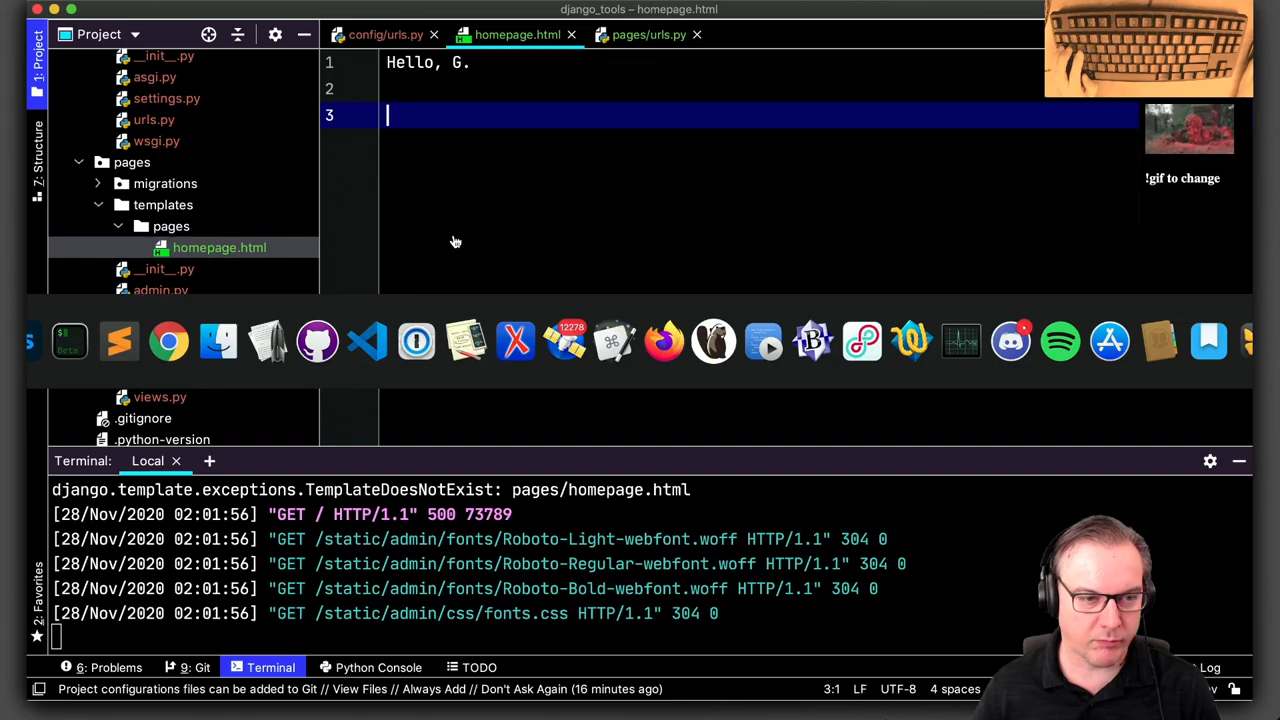 django_tools – homepage.html
Project
config/urls.py
homepage.html
pages/urls.py
1: Project
7: Structure
2: Favorites
__init__.py
asgi.py
settings.py
urls.py
wsgi.py
pages
migrations
templates
pages
homepage.html
__init__.py
admin.py
views.py
.gitignore
.python-version
1 Hello, G.
2
3
!gif to change
$
Beta
12278
Terminal: Local +
django.template.exceptions.TemplateDoesNotExist: pages/homepage.html
[28/Nov/2020 02:01:56] "GET / HTTP/1.1" 500 73789
[28/Nov/2020 02:01:56] "GET /static/admin/fonts/Roboto-Light-webfont.woff HTTP/1.1" 304 0
[28/Nov/2020 02:01:56] "GET /static/admin/fonts/Roboto-Regular-webfont.woff HTTP/1.1" 304 0
[28/Nov/2020 02:01:56] "GET /static/admin/fonts/Roboto-Bold-webfont.woff HTTP/1.1" 304 0
[28/Nov/2020 02:01:56] "GET /static/admin/css/fonts.css HTTP/1.1" 304 0
6: Problems 9: Git Terminal Python Console TODO Log
Project configurations files can be added to Git // View Files // Always Add // Don't Ask Again (16 minutes ago) 3:1 LF UTF-8 4 spaces